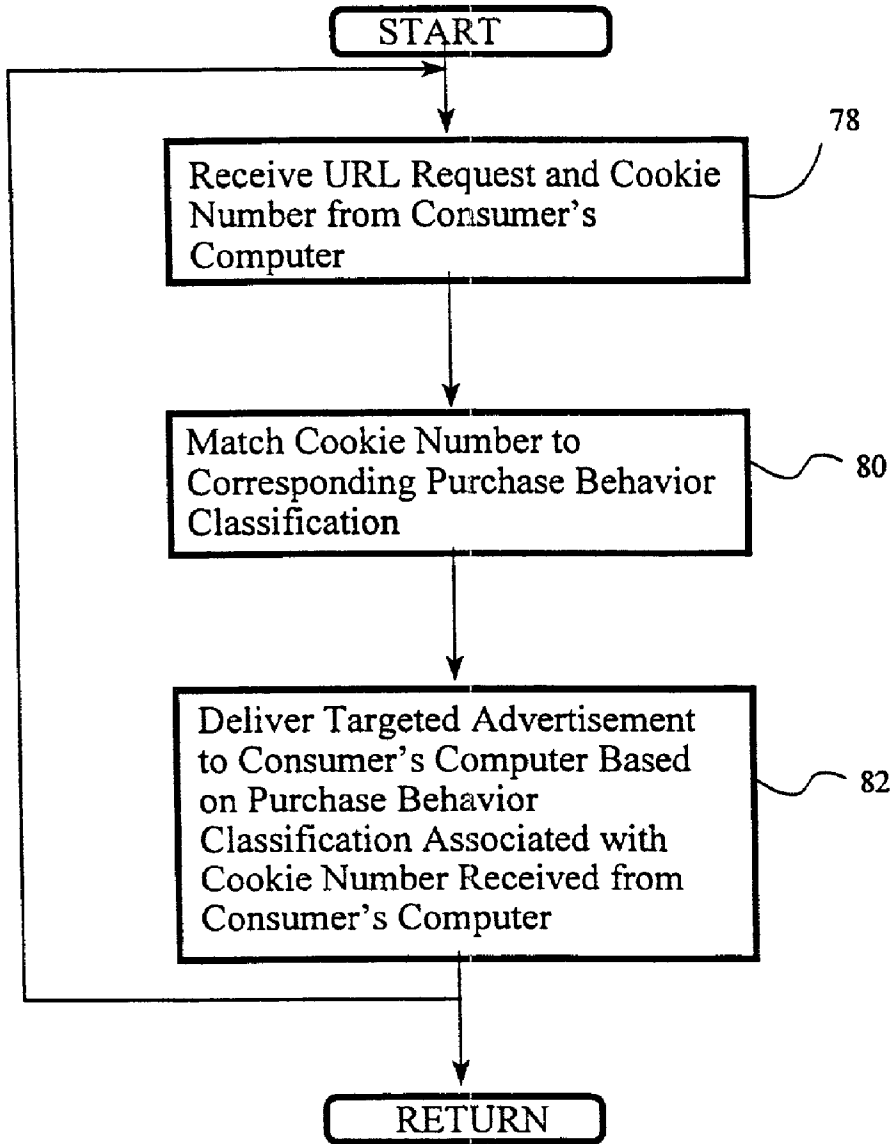 START
78
Receive URL Request and Cookie
Number from Consumer's
Computer
Match Cookie Number to
Corresponding Purchase Behavior
Classification
80
Deliver Targeted Advertisement
to Consumer's Computer Based
on Purchase Behavior
Classification Associated with
Cookie Number Received from
Consumer's Computer
82
RETURN